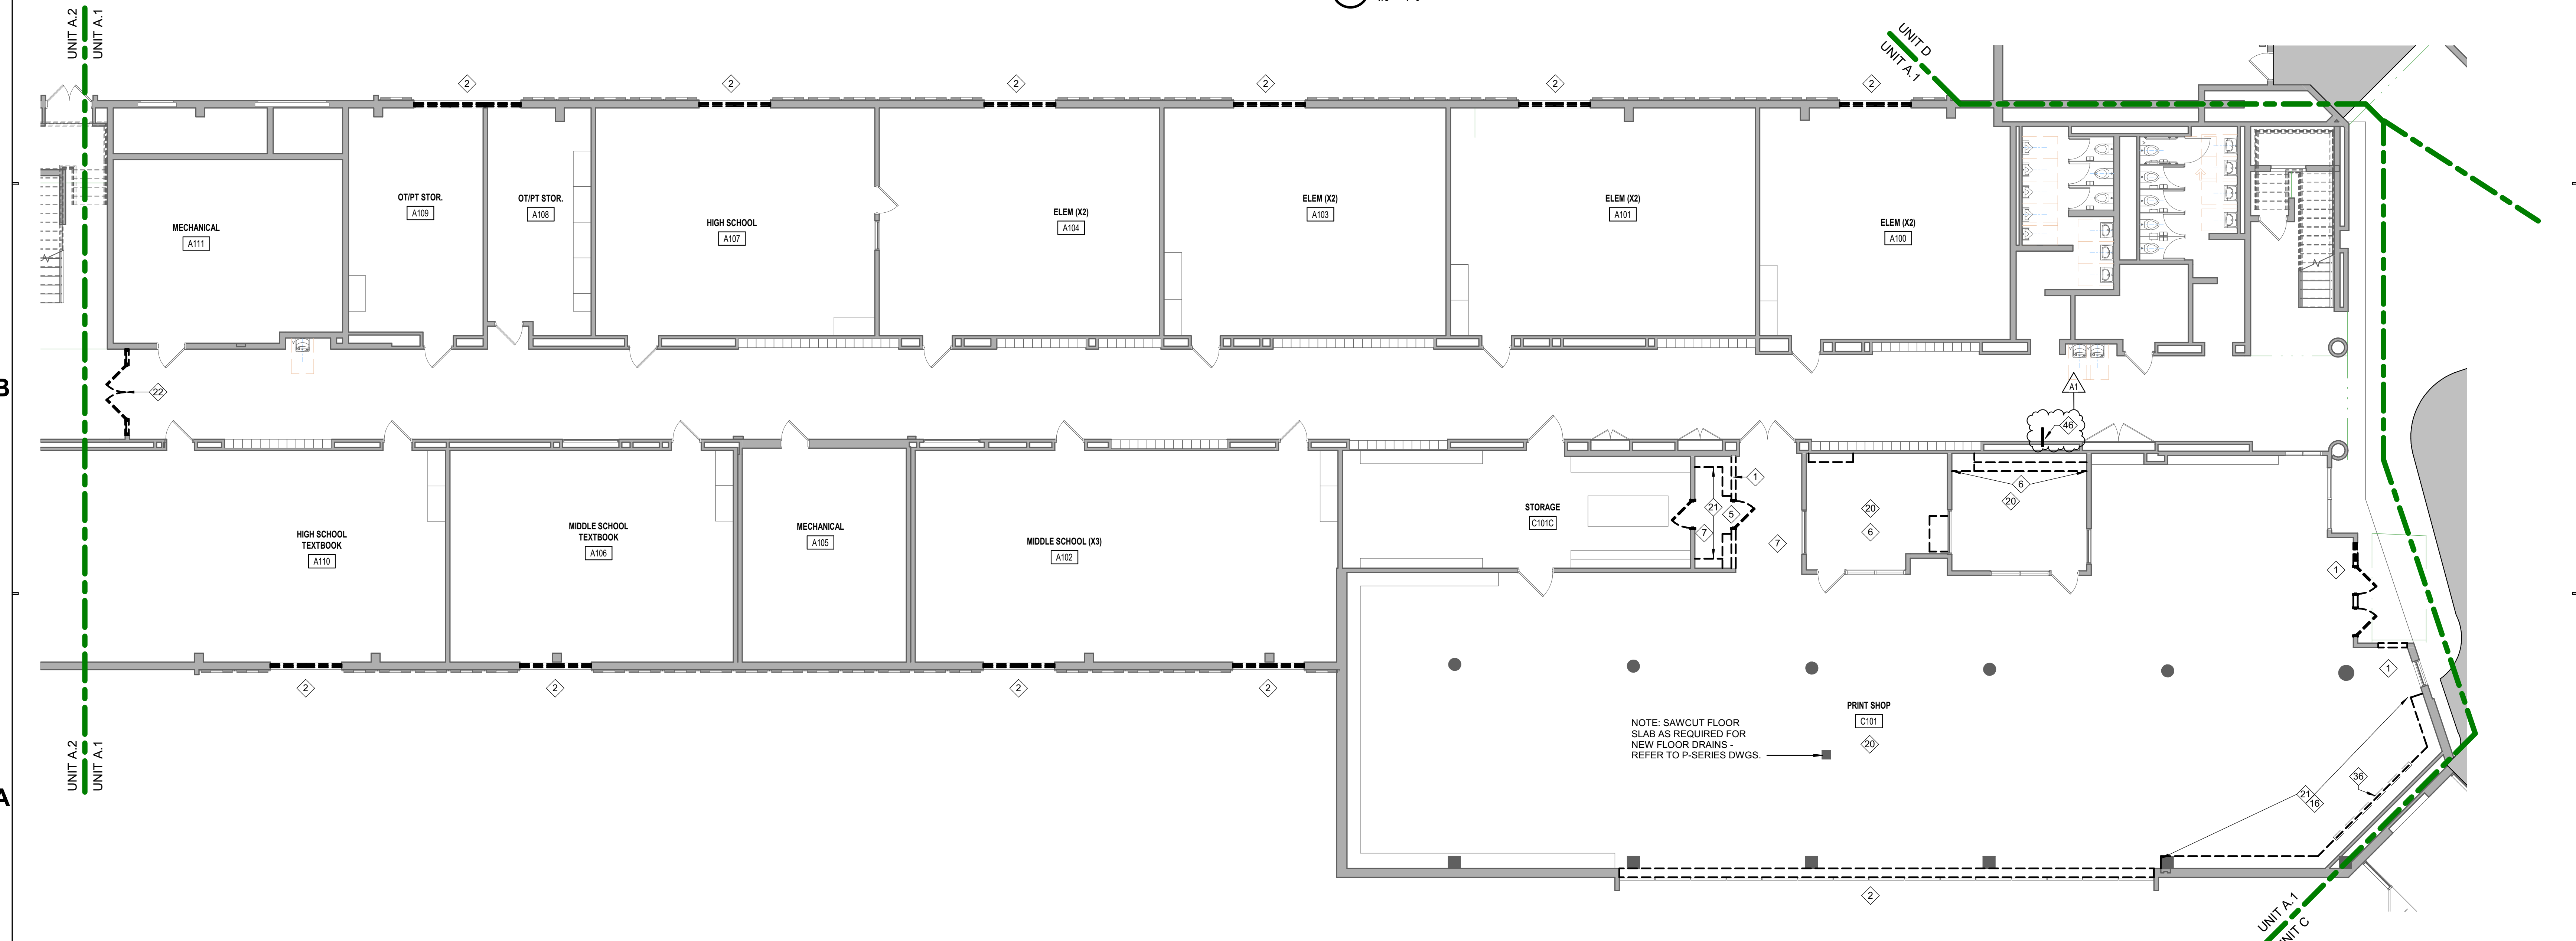 UNIT A.2
UNIT A.1
UNIT D
UNIT A.1
2
2
2
2
2
2
OT/PT STOR.
A109
OT/PT STOR.
A108
HIGH SCHOOL
A107
ELEM (X2)
A104
ELEM (X2)
A103
ELEM (X2)
A101
ELEM (X2)
A100
MECHANICAL
A111
22
A1
46
B
HIGH SCHOOL
TEXTBOOK
A110
MIDDLE SCHOOL
TEXTBOOK
A106
MECHANICAL
A105
MIDDLE SCHOOL (X3)
A102
STORAGE
C101C
1
21
5
7
7
20
6
6
20
1
1
2
2
2
2
PRINT SHOP
C101
20
NOTE: SAWCUT FLOOR
SLAB AS REQUIRED FOR
NEW FLOOR DRAINS -
REFER TO P-SERIES DWGS.
36
21
16
2
A
UNIT A.2
UNIT A.1
UNIT A.1
UNIT C